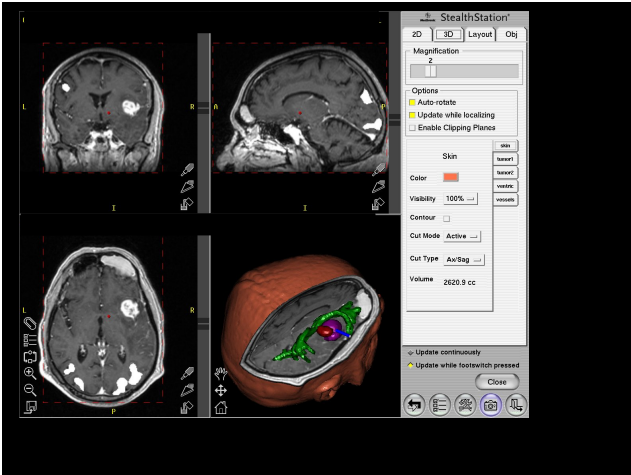 StealthStation
2D 3D Layout Obj
Magnification
2
Options
Auto-rotate
Update while localizing
Enable Clipping Planes
Skin
skin
tumor1
tumor2
ventric
vessels
Color
Visibility 100%
Contour
Cut Mode Active
Cut Type Ax/Sag
Volume 2620.9 cc
Update continuously
Update while footswitch pressed
Close
L R A P
I I
L R
P